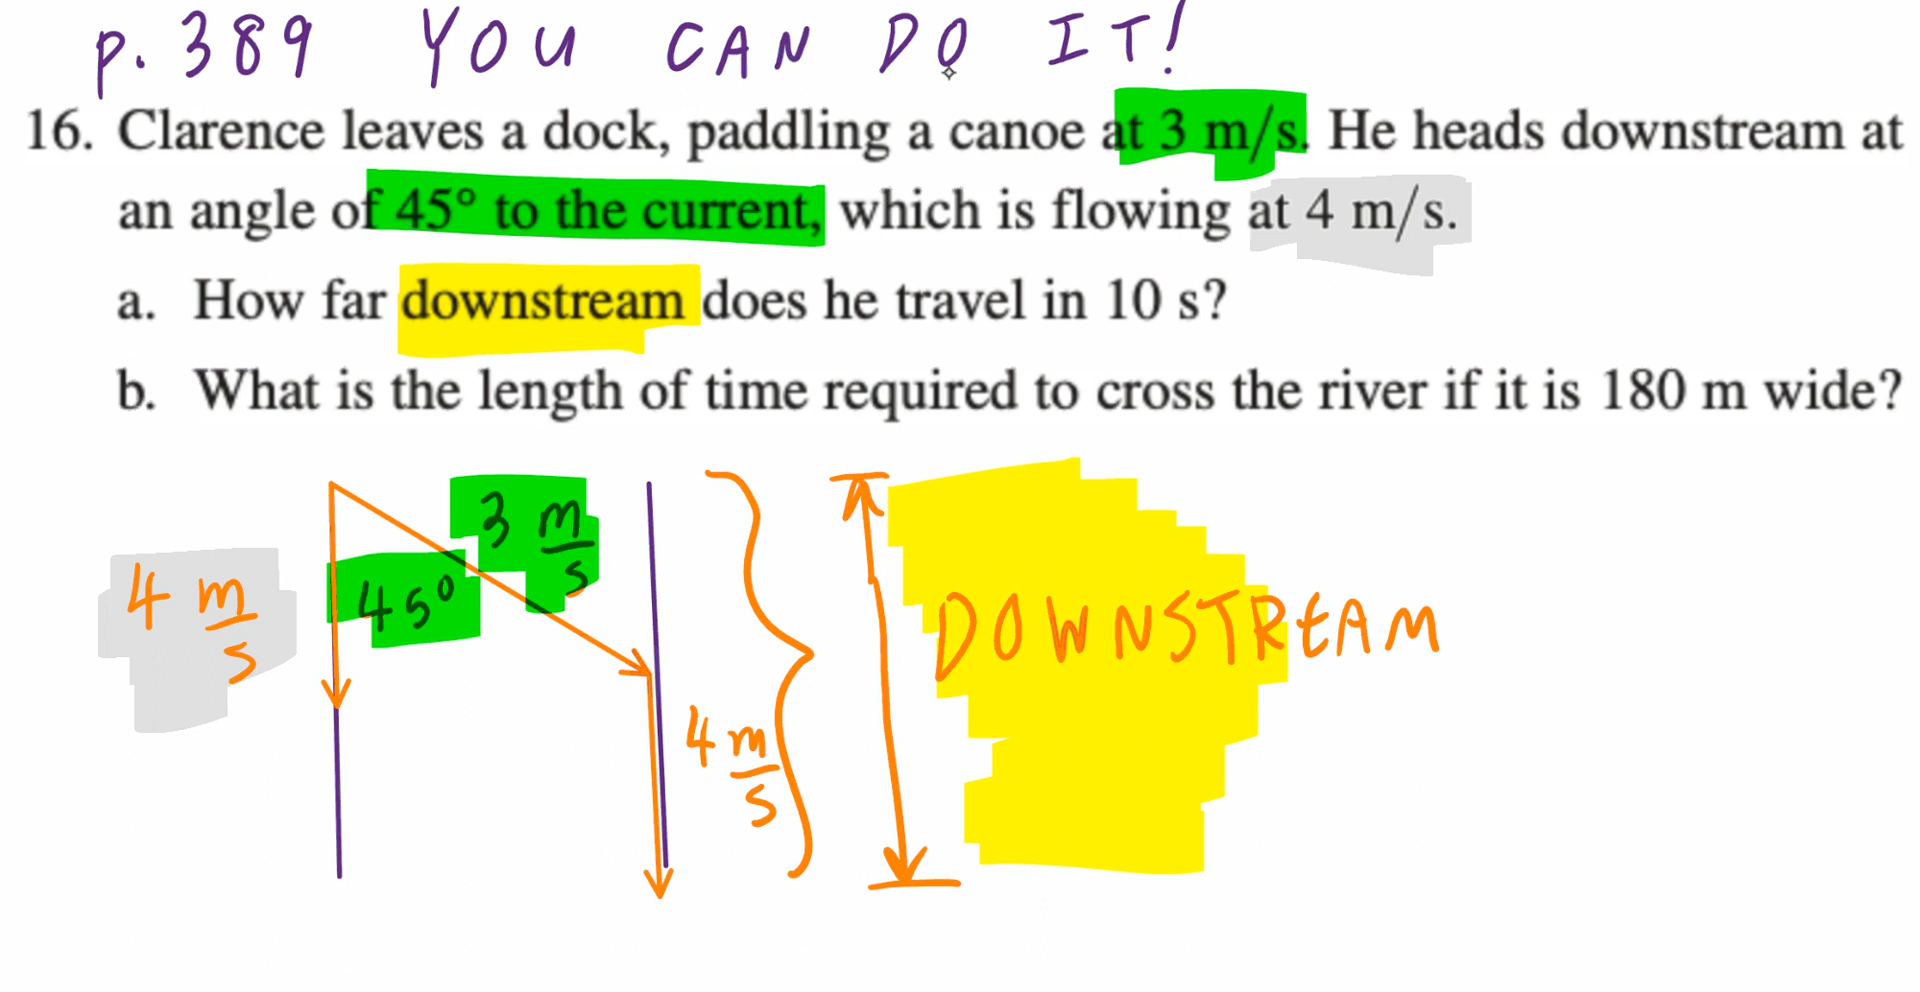 p. 389 YOU CAN DO IT!
16. Clarence leaves a dock, paddling a canoe at 3 m/s. He heads downstream at
an angle of 45° to the current, which is flowing at 4 m/s.
a. How far downstream does he travel in 10 s?
b. What is the length of time required to cross the river if it is 180 m wide?
3 m/s
4 m/s
45°
DOWNSTREAM
4 m/s